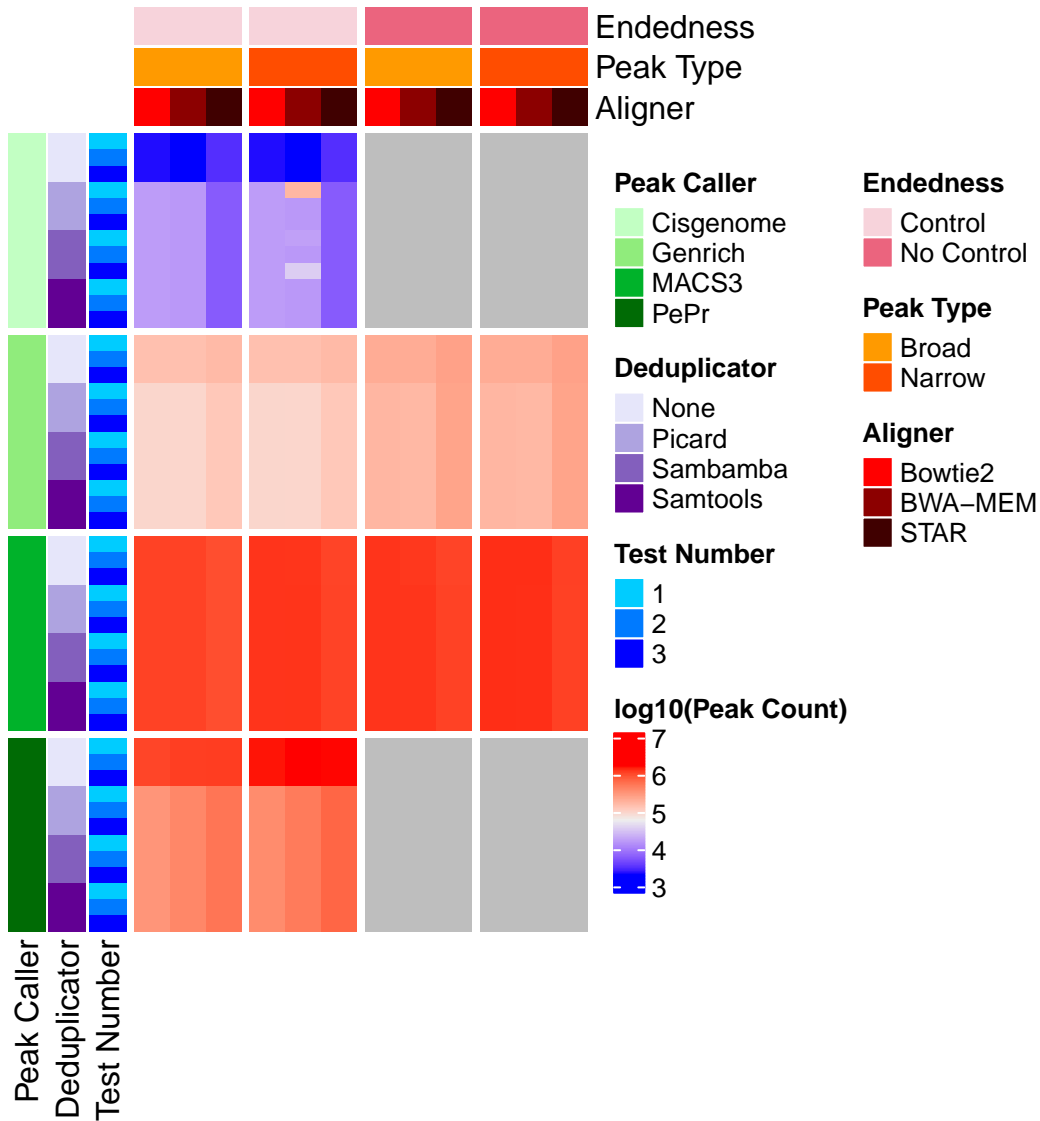 Endedness
Peak Type
Aligner
Peak Caller
Cisgenome
Genrich
MACS3
PePr
Deduplicator
None
Picard
Sambamba
Samtools
Test Number
1
2
3
log10(Peak Count)
7
6
5
4
3
Endedness
Control
No Control
Peak Type
Broad
Narrow
Aligner
Bowtie2
BWA−MEM
STAR
Peak Caller
Deduplicator
Test Number